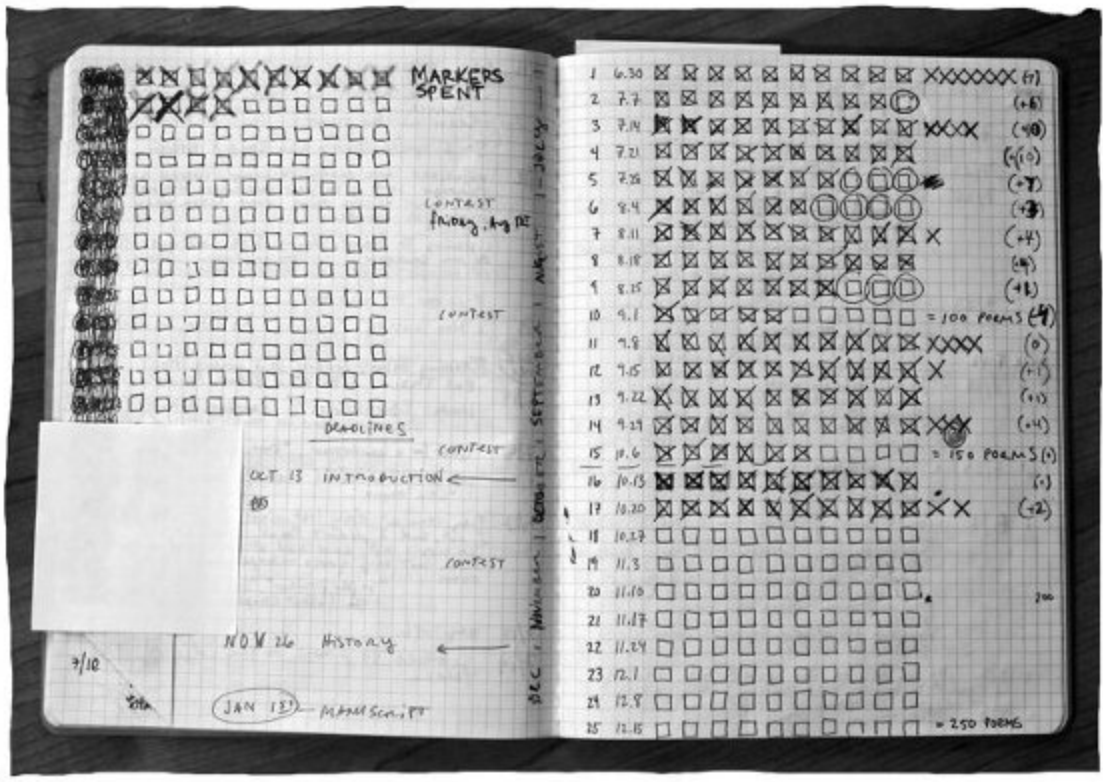 MARKERS
SPENT
CONTEST
FRIDAY, Aug
CONTEST
DEADLINES
CONTEST
OCT 13 INTRODUCTION
CONTEST
NOV 26 HISTORY
7/10
JAN 1ST — MANUSCRIPT
DEC | NOVEMBER | OCTOBER | SEPTEMBER | AUGUST | JULY
1 6.30 (+7)
2 7.7 (+6)
3 7.14
4 7.21 (+10)
5 7.28 (+7)
6 8.4
7 8.11 (+4)
8 8.18 (+4)
9 8.25 (+1)
10 9.1 = 100 POEMS
11 9.8 (0)
12 9.15 (+1)
13 9.22 (+1)
14 9.29 (+4)
15 10.6 = 150 POEMS
16 10.13
17 10.20 (+2)
18 10.27
19 11.3
20 11.10 200
21 11.17
22 11.24
23 12.1
24 12.8
25 12.15 = 250 POEMS